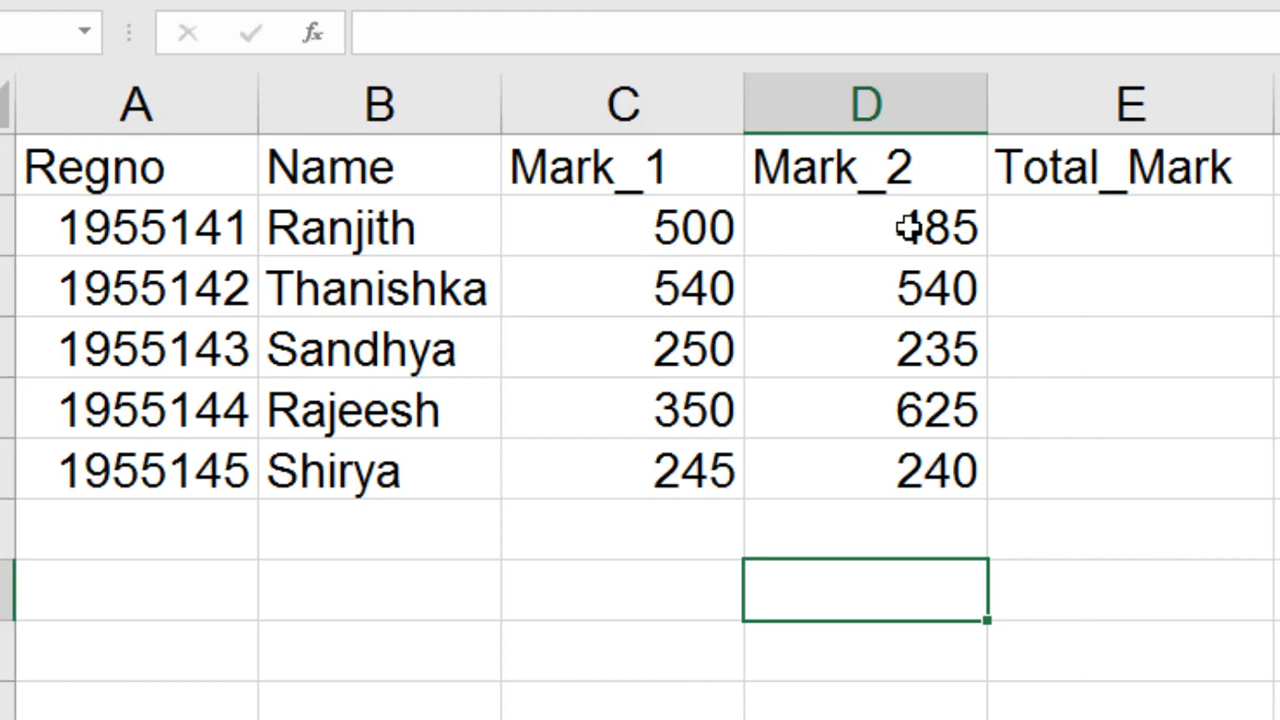 fx
A B C D E
Regno Name Mark_1 Mark_2 Total_Mark
1955141 Ranjith 500
1955142 Thanishka 540 540
1955143 Sandhya 250 235
1955144 Rajeesh 350 625
1955145 Shirya 245 240